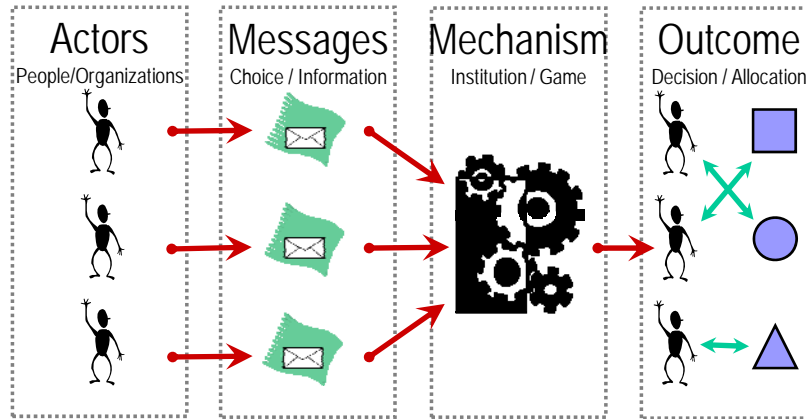 Actors
People/Organizations
Messages
Choice / Information
Mechanism
Institution / Game
Outcome
Decision / Allocation